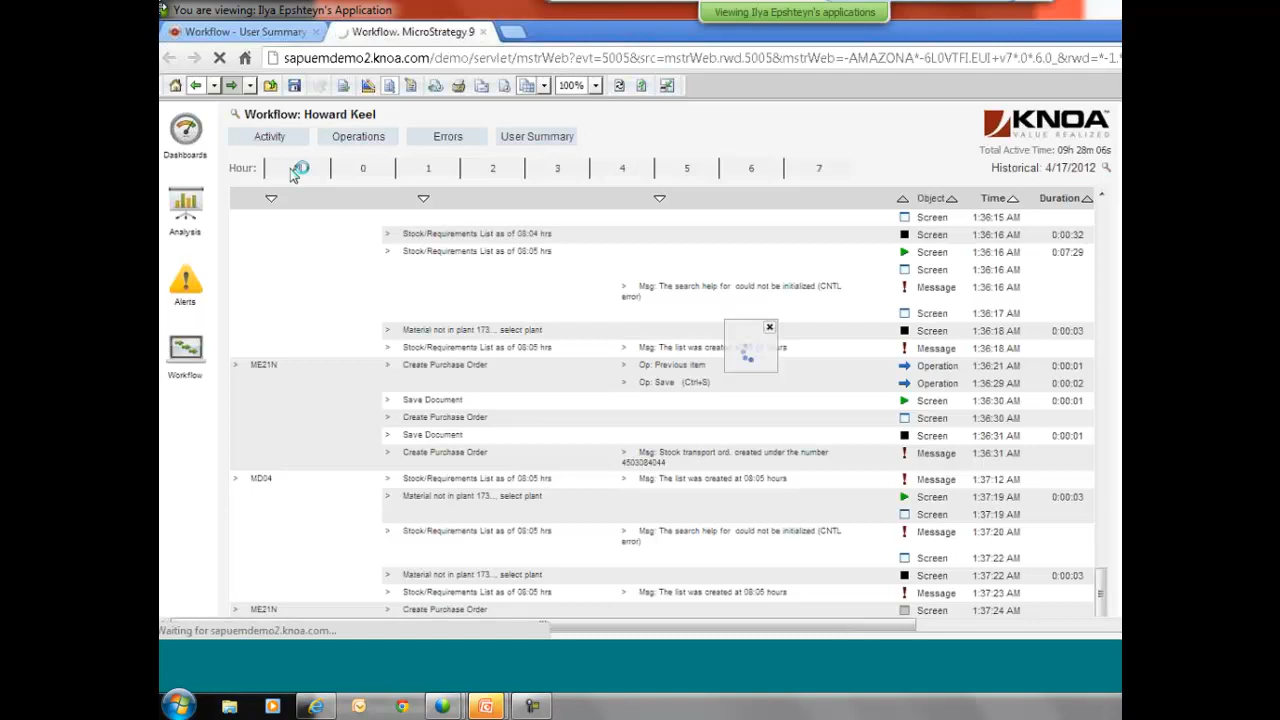 You are viewing: Ilya Epshteyn's Application
Viewing Ilya Epshteyn's applications
Workflow - User Summary
Workflow. MicroStrategy 9
sapuemdemo2.knoa.com/demo/servlet/mstrWeb?evt=5005&src=mstrWeb.rwd.5005&mstrWeb=-AMAZONA*-6L0VTFI.EUI+v7*.0*.6.0_&rwd=*-1.*
100%
Workflow: Howard Keel
KNOA
VALUE REALIZED
Activity Operations Errors User Summary
Total Active Time: 09h 28m 06s
Hour: 0 1 2 3 4 5 6 7
Historical: 4/17/2012
Dashboards
Analysis
Alerts
Workflow
Object Time Duration
Screen 1:36:15 AM
> Stock/Requirements List as of 08:04 hrs Screen 1:36:16 AM 0:00:32
> Stock/Requirements List as of 08:05 hrs Screen 1:36:16 AM 0:07:29
Screen 1:36:16 AM
> Msg: The search help for could not be initialized (CNTL Message 1:36:16 AM
error)
Screen 1:36:17 AM
> Material not in plant 173..., select plant Screen 1:36:18 AM 0:00:03
> Stock/Requirements List as of 08:05 hrs > Msg: The list was created hours Message 1:36:18 AM
> ME21N > Create Purchase Order > Op: Previous item Operation 1:36:21 AM 0:00:01
> Op: Save (Ctrl+S) Operation 1:36:29 AM 0:00:02
> Save Document Screen 1:36:30 AM 0:00:01
> Create Purchase Order Screen 1:36:30 AM
> Save Document Screen 1:36:31 AM 0:00:01
> Create Purchase Order > Msg: Stock transport ord. created under the number Message 1:36:31 AM
4503084044
> MD04 > Stock/Requirements List as of 08:05 hrs > Msg: The list was created at 08:05 hours Message 1:37:12 AM
> Material not in plant 173..., select plant Screen 1:37:19 AM 0:00:03
Screen 1:37:19 AM
> Stock/Requirements List as of 08:05 hrs > Msg: The search help for could not be initialized (CNTL Message 1:37:20 AM
error)
Screen 1:37:22 AM
> Material not in plant 173..., select plant Screen 1:37:22 AM 0:00:03
> Stock/Requirements List as of 08:05 hrs > Msg: The list was created at 08:05 hours Message 1:37:23 AM
> ME21N > Create Purchase Order Screen 1:37:24 AM
Waiting for sapuemdemo2.knoa.com...